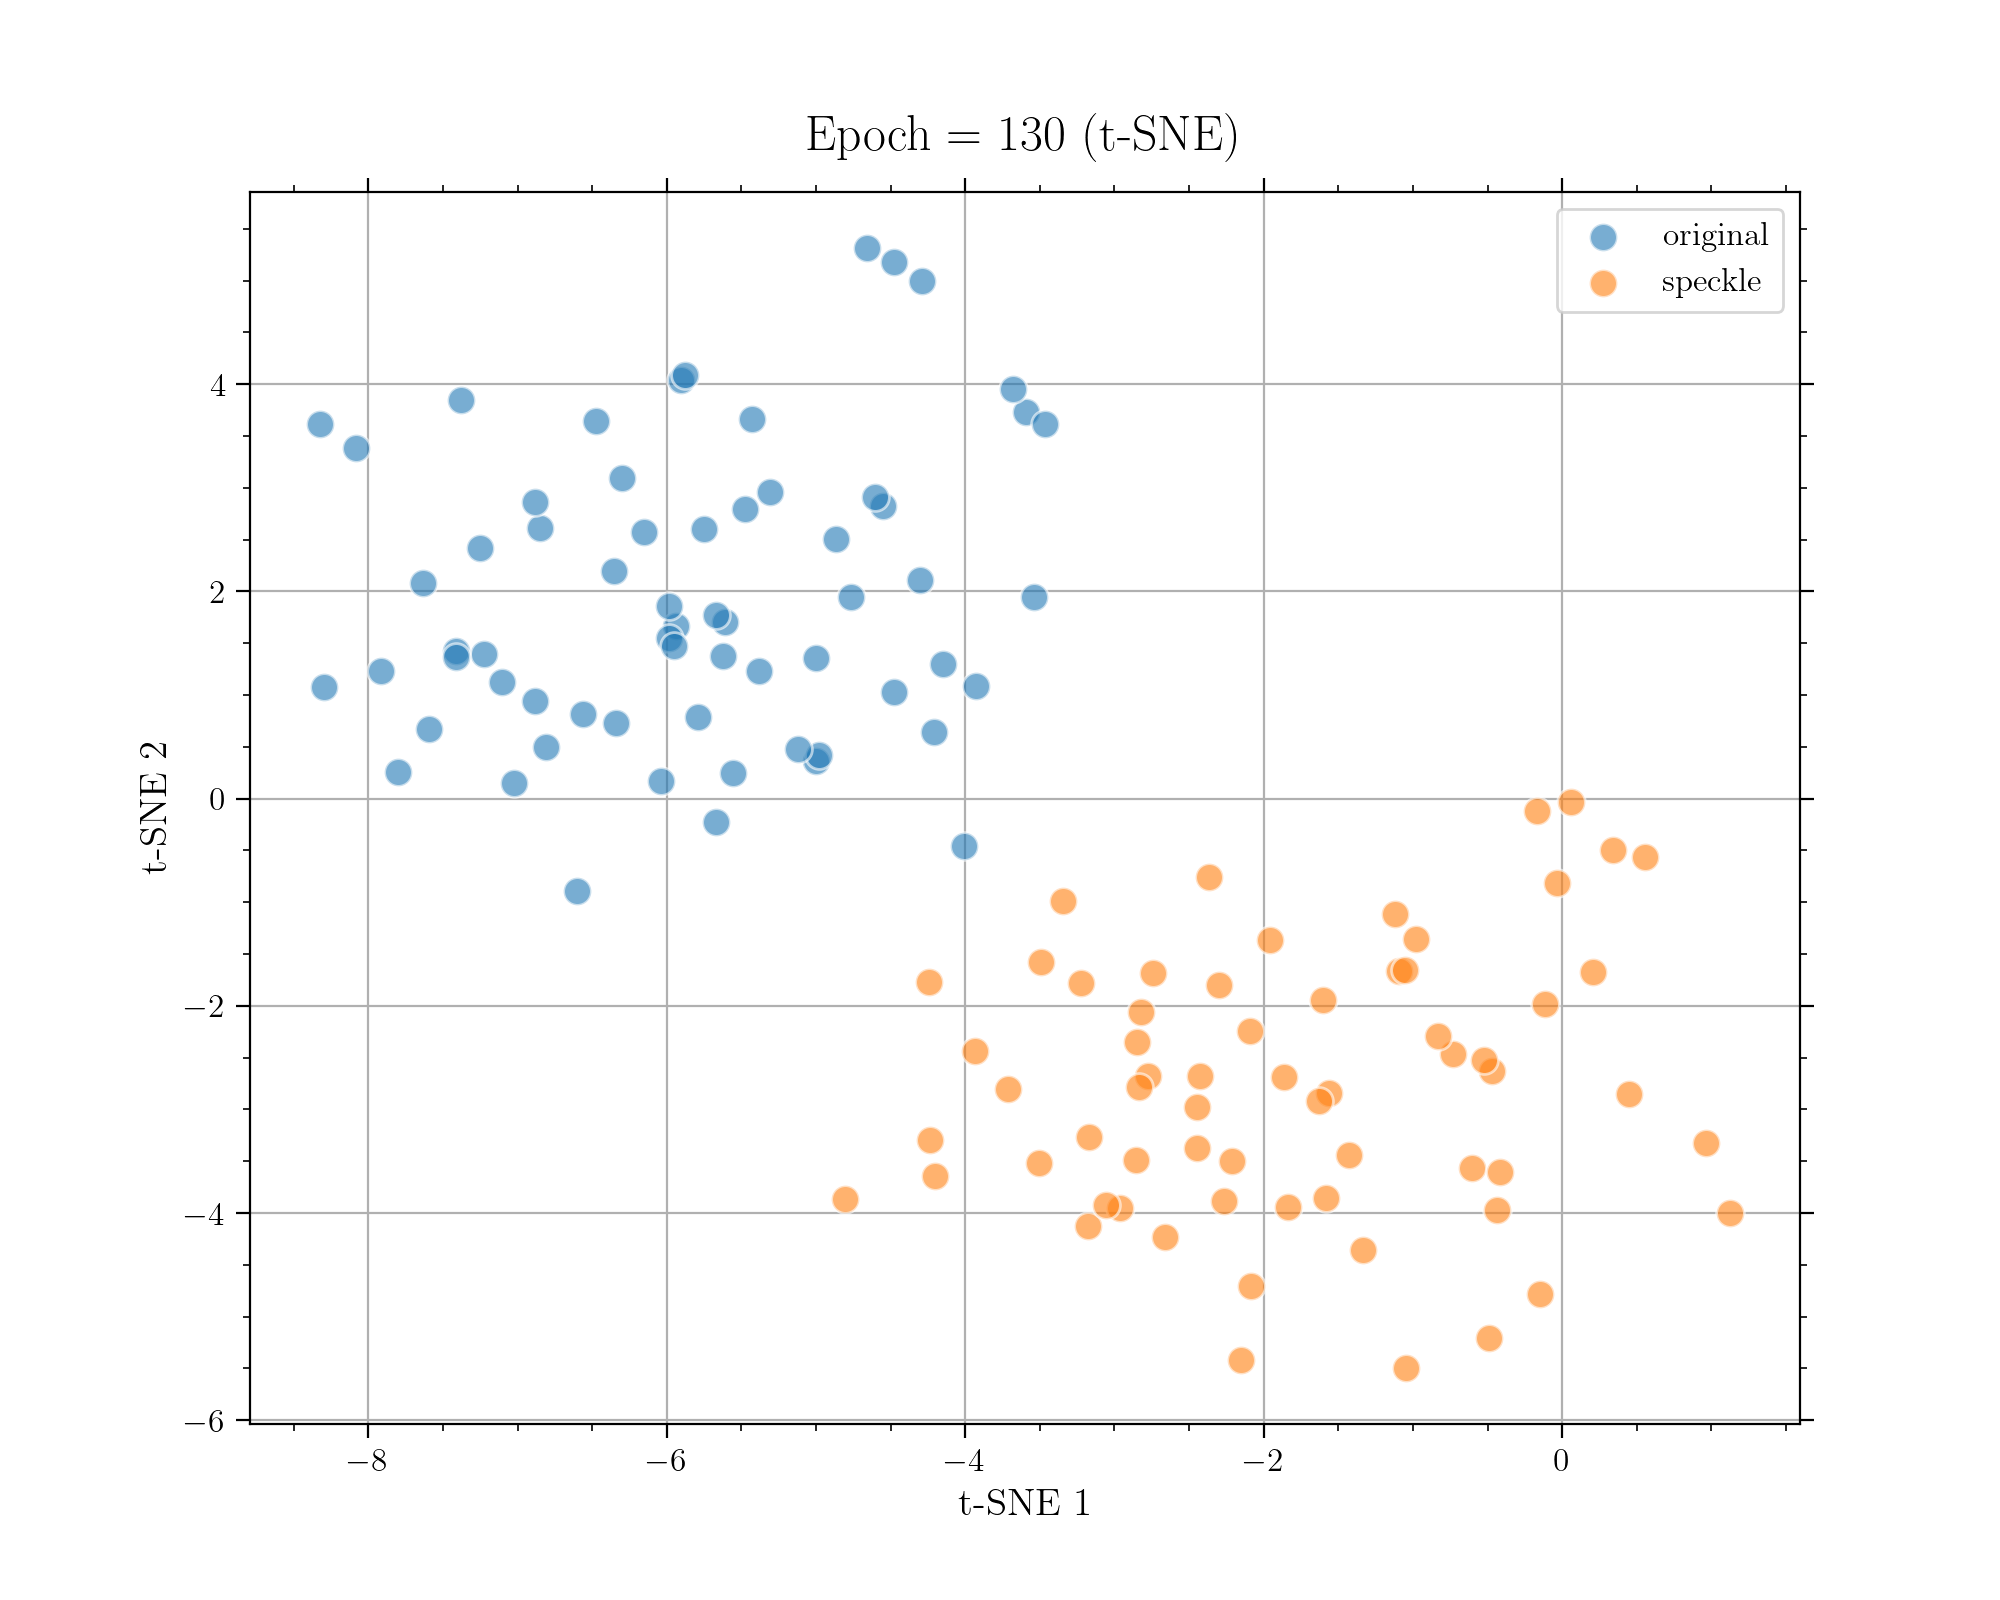 Epoch = 130 (t-SNE)
original
speckle
4
2
0
−2
−4
−6
t-SNE 2
−8
−6
−4
−2
0
t-SNE 1